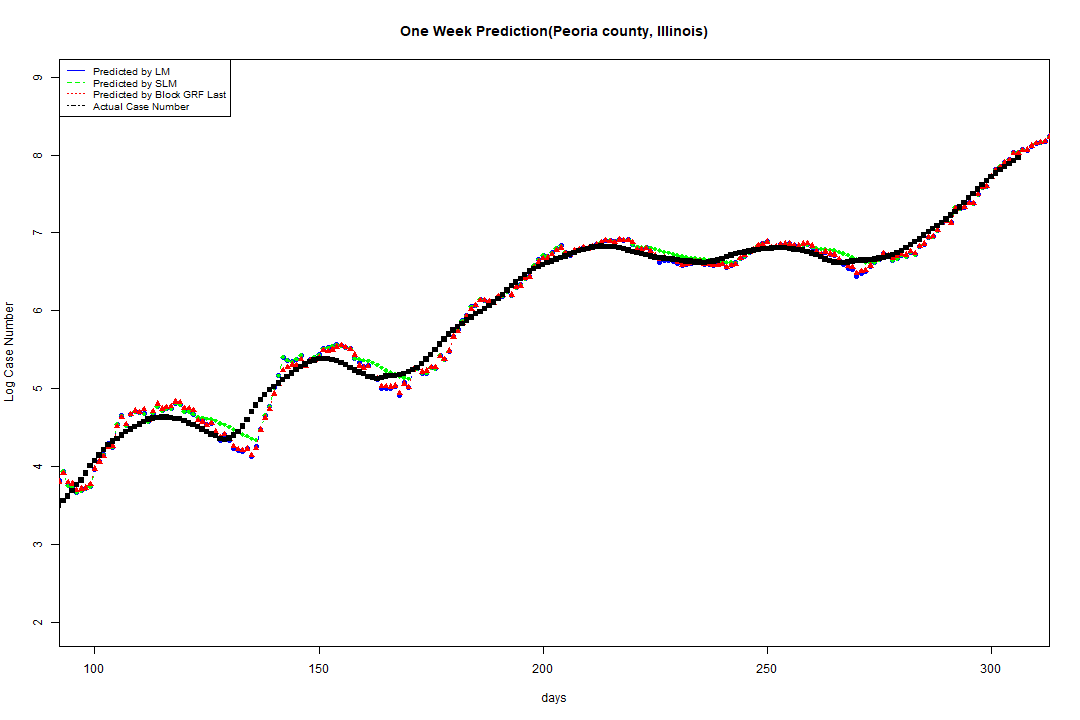 One Week Prediction(Peoria county, Illinois)
Predicted by LM
Predicted by SLM
Predicted by Block GRF Last
Actual Case Number
9
8
7
6
5
4
3
2
Log Case Number
100 150 200 250 300
days